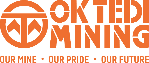 OK TEDI
MINING
OUR MINE • OUR PRIDE • OUR FUTURE